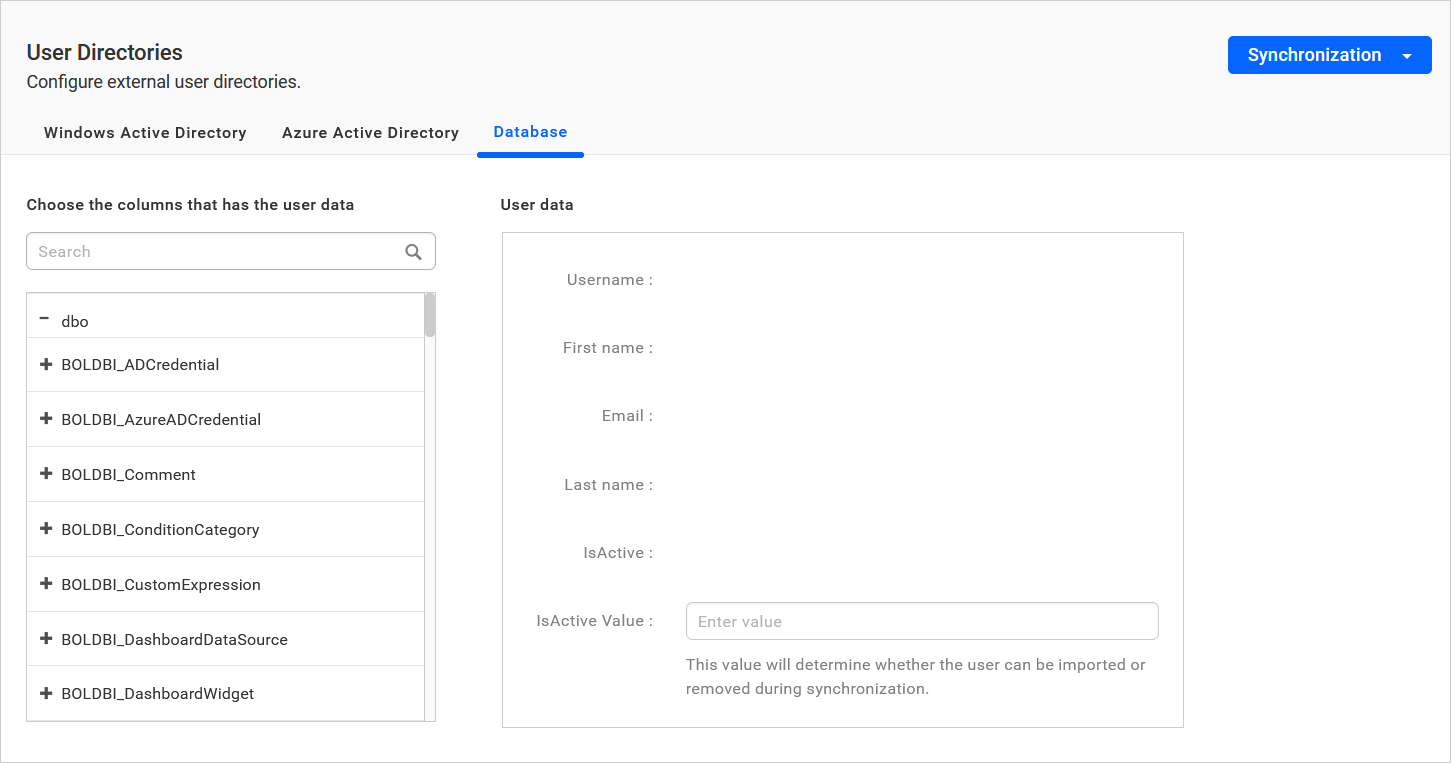 User Directories
Configure external user directories.
Synchronization
Windows Active Directory
Azure Active Directory
Database
Choose the columns that has the user data
Search
dbo
BOLDBI_ADCredential
BOLDBI_AzureADCredential
BOLDBI_Comment
BOLDBI_ConditionCategory
BOLDBI_CustomExpression
BOLDBI_DashboardDataSource
BOLDBI_DashboardWidget
User data
Username :
First name :
Email :
Last name :
IsActive :
IsActive Value :
Enter value
This value will determine whether the user can be imported or
removed during synchronization.